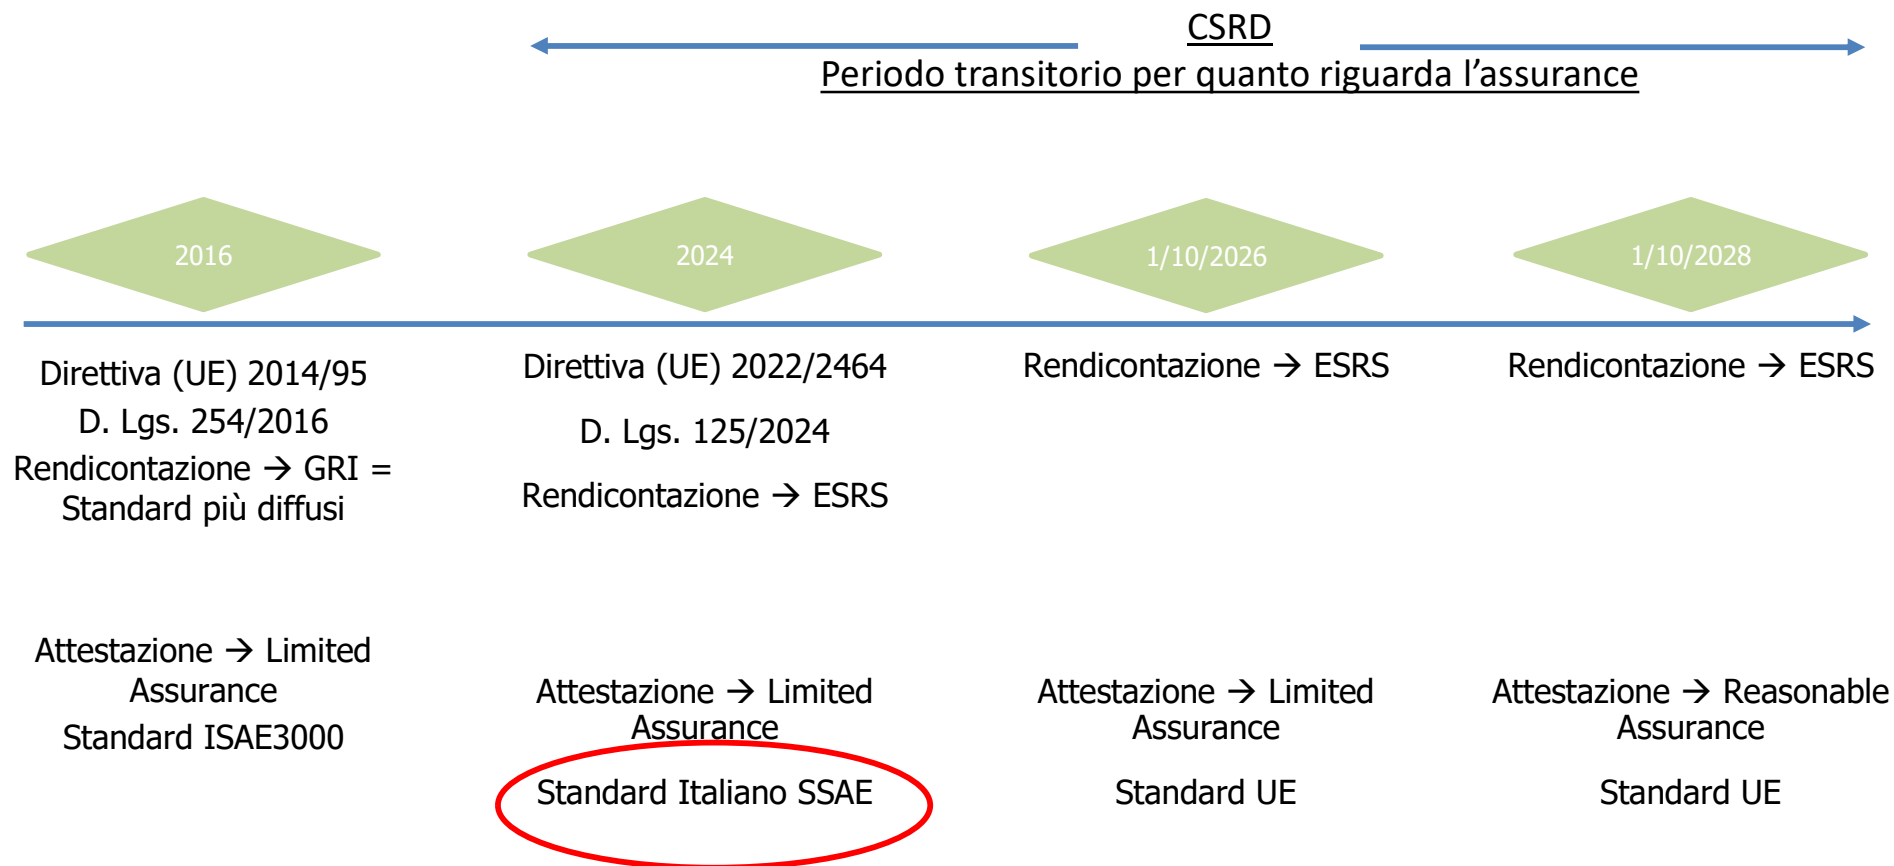 CSRD
Periodo transitorio per quanto riguarda l’assurance
2016
2024
1/10/2026
1/10/2028
Direttiva (UE) 2014/95
D. Lgs. 254/2016
Rendicontazione → GRI =
Standard più diffusi
Direttiva (UE) 2022/2464
D. Lgs. 125/2024
Rendicontazione → ESRS
Rendicontazione → ESRS
Rendicontazione → ESRS
Attestazione → Limited
Assurance
Standard ISAE3000
Attestazione → Limited
Assurance
Standard Italiano SSAE
Attestazione → Limited
Assurance
Standard UE
Attestazione → Reasonable
Assurance
Standard UE